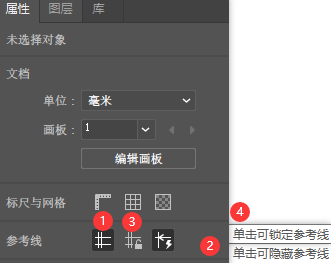 属性 图层 库
未选择对象
文档
单位: 毫米
画板: 1
编辑画板
标尺与网格
1 3 4
参考线 2 单击可锁定参考线
单击可隐藏参考线